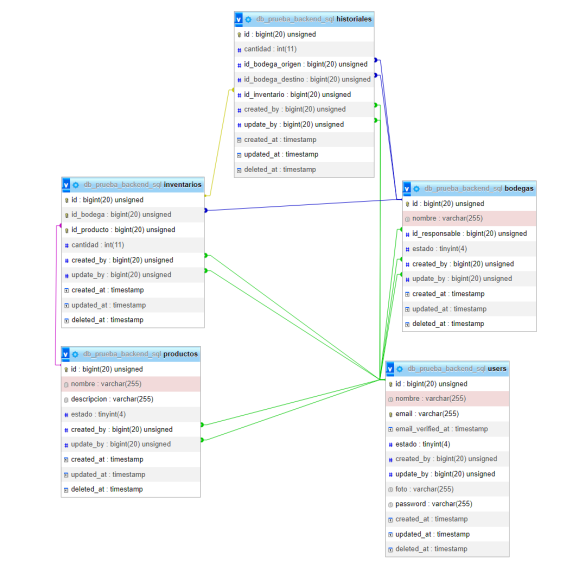 db_prueba_backend_sql historiales
id : bigint(20) unsigned
cantidad : int(11)
id_bodega_origen : bigint(20) unsigned
id_bodega_destino : bigint(20) unsigned
id_inventario : bigint(20) unsigned
created_by : bigint(20) unsigned
update_by : bigint(20) unsigned
created_at : timestamp
updated_at : timestamp
deleted_at : timestamp
db_prueba_backend_sql inventarios
id : bigint(20) unsigned
id_bodega : bigint(20) unsigned
id_producto : bigint(20) unsigned
cantidad : int(11)
created_by : bigint(20) unsigned
update_by : bigint(20) unsigned
created_at : timestamp
updated_at : timestamp
deleted_at : timestamp
db_prueba_backend_sql bodegas
id : bigint(20) unsigned
nombre : varchar(255)
id_responsable : bigint(20) unsigned
estado : tinyint(4)
created_by : bigint(20) unsigned
update_by : bigint(20) unsigned
created_at : timestamp
updated_at : timestamp
deleted_at : timestamp
db_prueba_backend_sql productos
id : bigint(20) unsigned
nombre : varchar(255)
descripcion : varchar(255)
estado : tinyint(4)
created_by : bigint(20) unsigned
update_by : bigint(20) unsigned
created_at : timestamp
updated_at : timestamp
deleted_at : timestamp
db_prueba_backend_sql users
id : bigint(20) unsigned
nombre : varchar(255)
email : varchar(255)
email_verified_at : timestamp
estado : tinyint(4)
created_by : bigint(20) unsigned
update_by : bigint(20) unsigned
foto : varchar(255)
password : varchar(255)
created_at : timestamp
updated_at : timestamp
deleted_at : timestamp